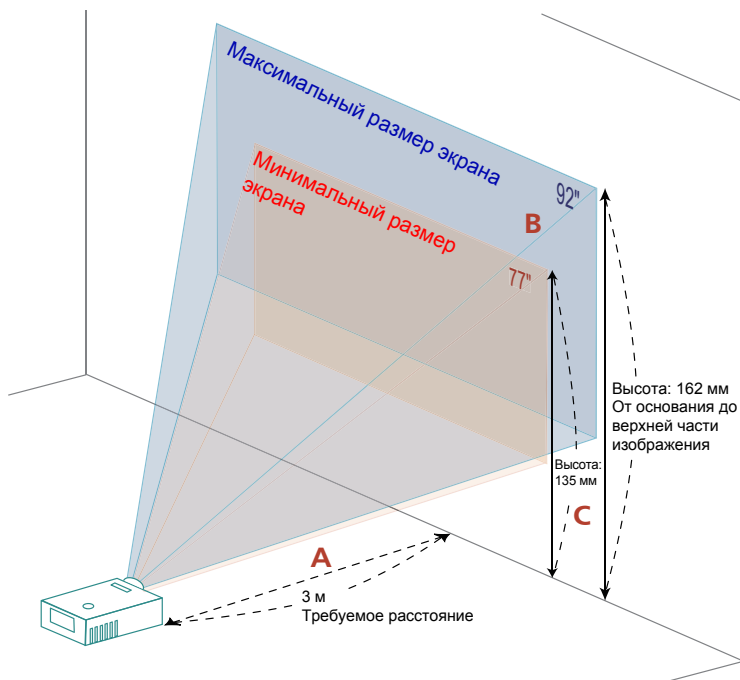 Максимальный размер экрана
92"
B
Минимальный размер
экрана
77"
Высота: 162 мм
От основания до
верхней части
изображения
Высота:
135 мм
C
A
3 м
Требуемое расстояние